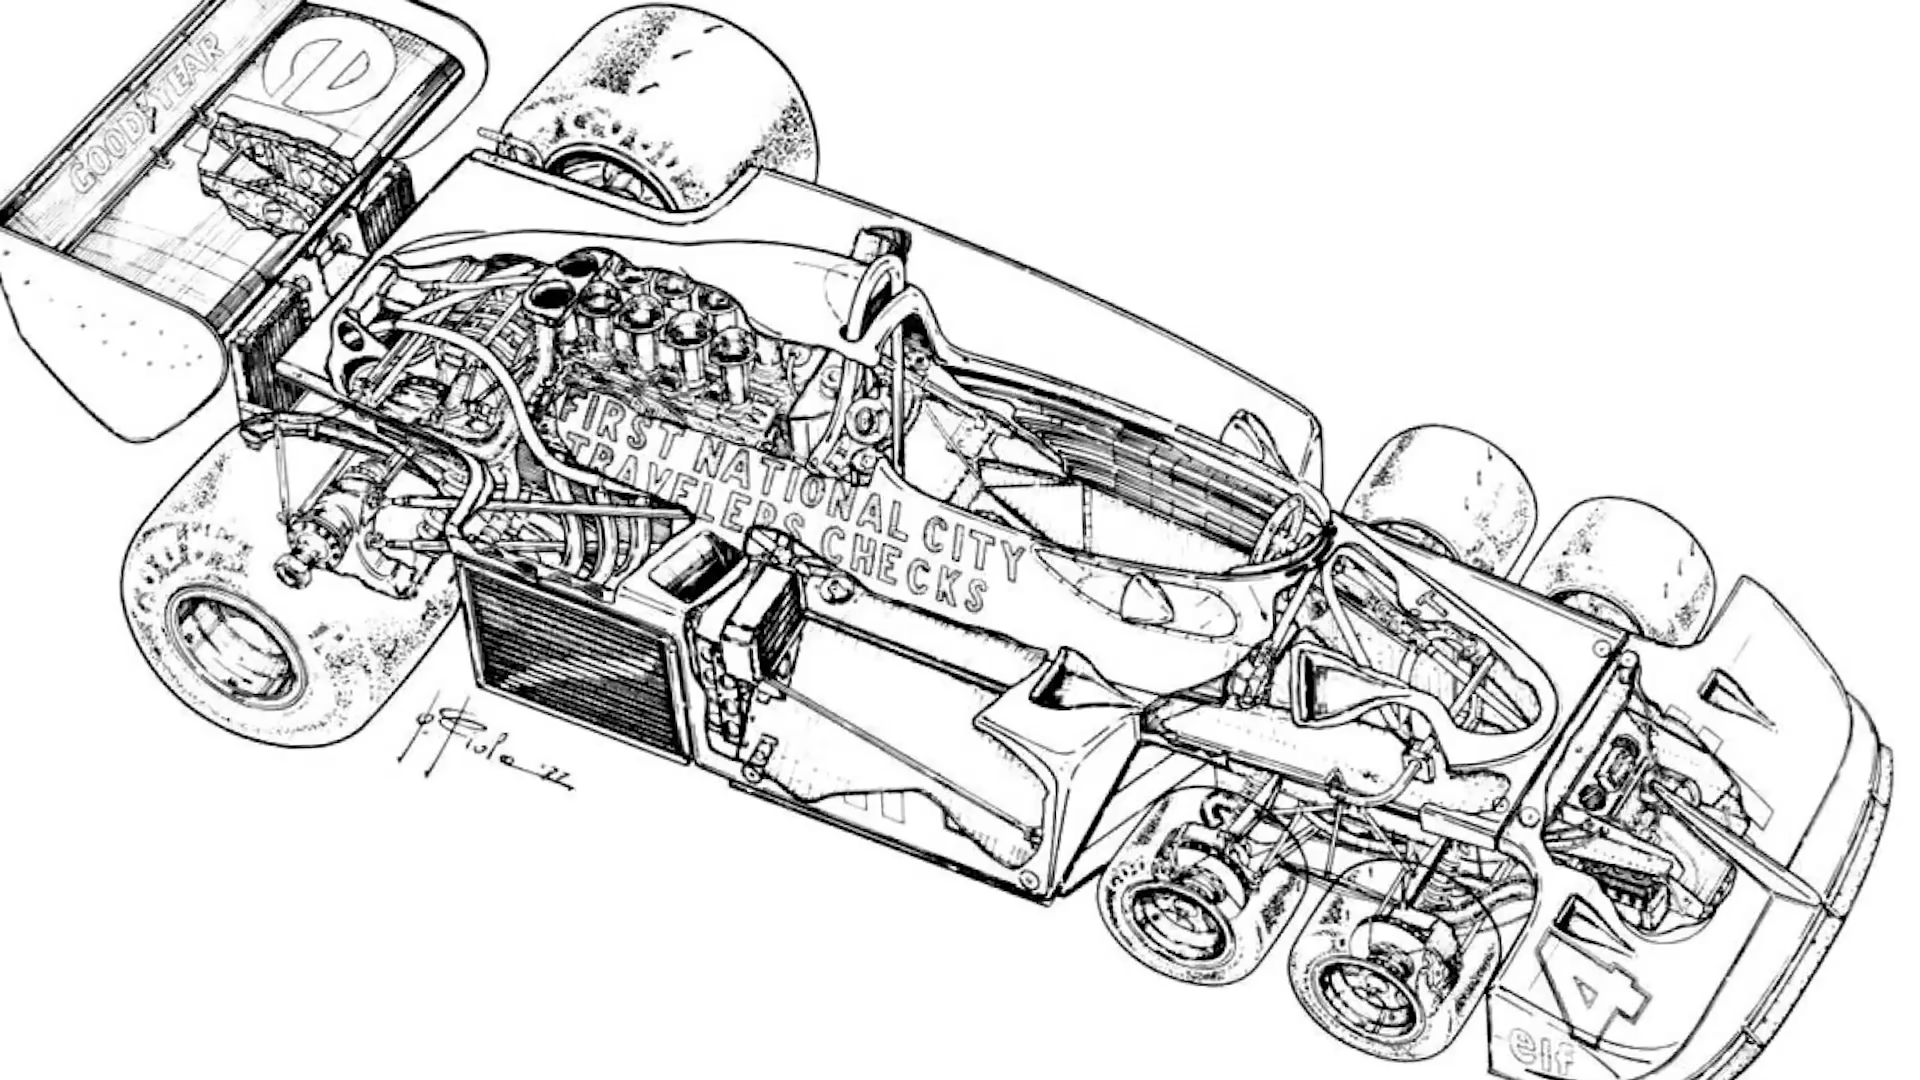 GOODYEAR
FIRST NATIONAL CITY
TRAVELERS CHECKS
4
elf